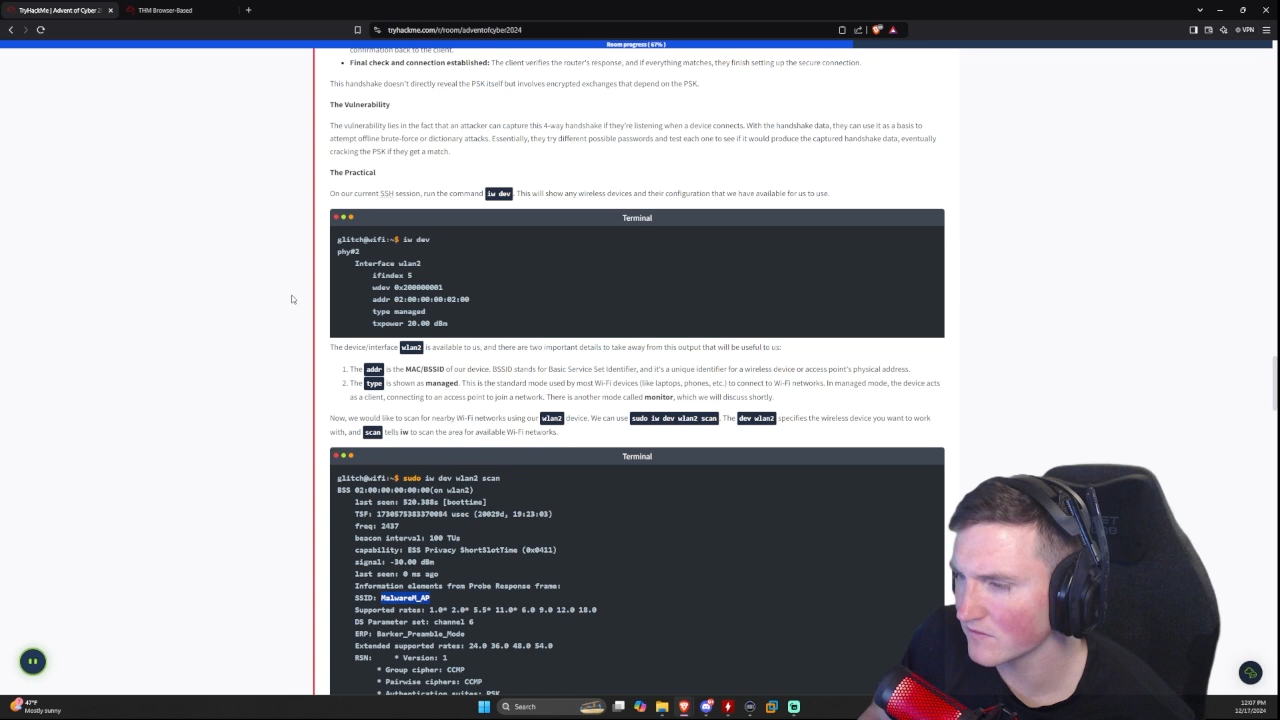 TryHackMe | Advent of Cyber 2
THM Browser-Based
tryhackme.com/r/room/adventofcyber2024
VPN
Room progress ( 67% )
confirmation back to the client.
Final check and connection established: The client verifies the router's response, and if everything matches, they finish setting up the secure connection.
This handshake doesn't directly reveal the PSK itself but involves encrypted exchanges that depend on the PSK.
The Vulnerability
The vulnerability lies in the fact that an attacker can capture this 4-way handshake if they're listening when a device connects. With the handshake data, they can use it as a basis to
attempt offline brute-force or dictionary attacks. Essentially, they try different possible passwords and test each one to see if it would produce the captured handshake data, eventually
cracking the PSK if they get a match.
The Practical
On our current SSH session, run the command iw dev. This will show any wireless devices and their configuration that we have available for us to use.
Terminal
glitch@wifi:~$ iw dev
phy#2
Interface wlan2
ifindex 5
wdev 0x200000001
addr 02:00:00:00:02:00
type managed
txpower 20.00 dBm
The device/interface wlan2 is available to us, and there are two important details to take away from this output that will be useful to us:
1. The addr is the MAC/BSSID of our device. BSSID stands for Basic Service Set Identifier, and it's a unique identifier for a wireless device or access point's physical address.
2. The type is shown as managed. This is the standard mode used by most Wi-Fi devices (like laptops, phones, etc.) to connect to Wi-Fi networks. In managed mode, the device acts
as a client, connecting to an access point to join a network. There is another mode called monitor, which we will discuss shortly.
Now, we would like to scan for nearby Wi-Fi networks using our wlan2 device. We can use sudo iw dev wlan2 scan. The dev wlan2 specifies the wireless device you want to work
with, and scan tells iw to scan the area for available Wi-Fi networks.
Terminal
glitch@wifi:~$ sudo iw dev wlan2 scan
BSS 02:00:00:00:00:00(on wlan2)
last seen: 520.388s [boottime]
TSF: 1730575383370084 usec (20029d, 19:23:03)
freq: 2437
beacon interval: 100 TUs
capability: ESS Privacy ShortSlotTime (0x0411)
signal: -30.00 dBm
last seen: 0 ms ago
Information elements from Probe Response frame:
SSID: MalwareM_AP
Supported rates: 1.0* 2.0* 5.5* 11.0* 6.0 9.0 12.0 18.0
DS Parameter set: channel 6
ERP: Barker_Preamble_Mode
Extended supported rates: 24.0 36.0 48.0 54.0
RSN: * Version: 1
* Group cipher: CCMP
* Pairwise ciphers: CCMP
* Authentication suites: PSK
47°F
Mostly sunny
Search
12:07 PM
12/17/2024